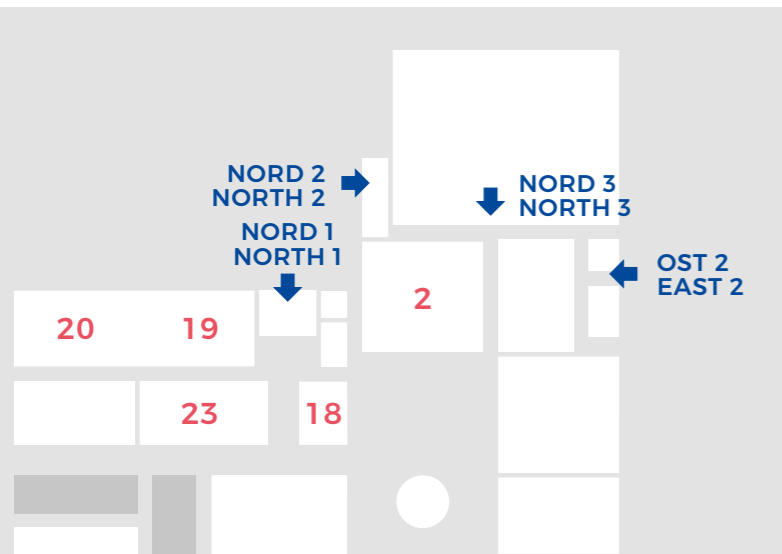 NORD 2
NORTH 2
NORD 3
NORTH 3
NORD 1
NORTH 1
OST 2
EAST 2
2
20
19
23
18